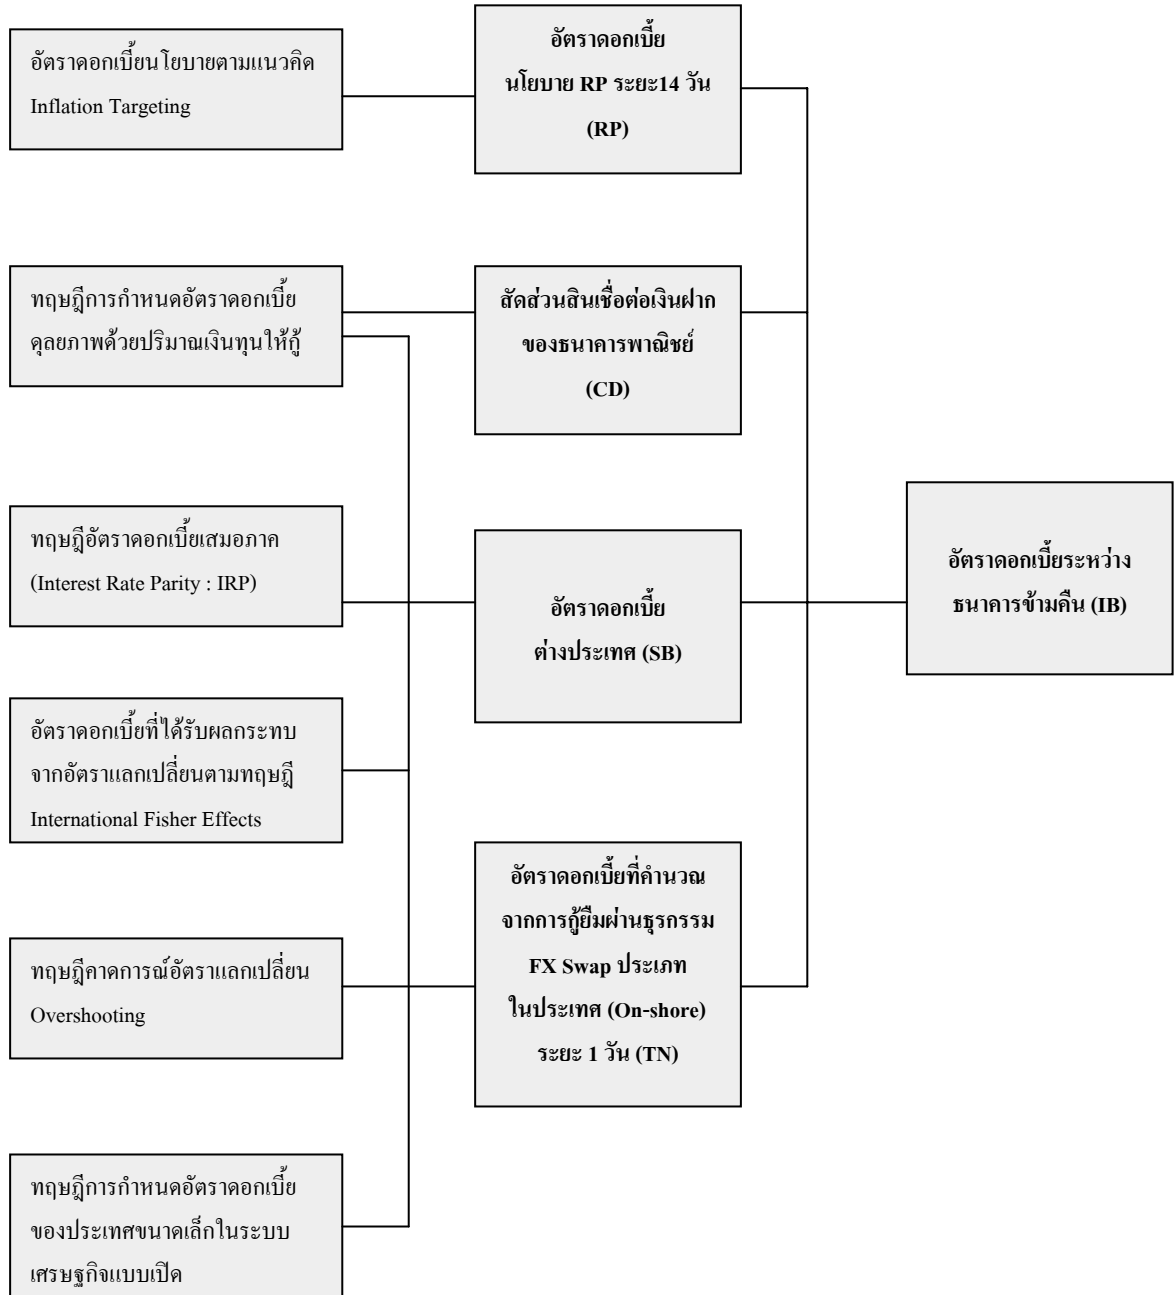 อัตราดอกเบี้ยนโยบายตามแนวคิด
Inflation Targeting
อัตราดอกเบี้ย
นโยบาย RP ระยะ14 วัน
(RP)
ทฤษฎีการกำหนดอัตราดอกเบี้ย
ดุลยภาพด้วยปริมาณเงินทุนให้กู้
สัดส่วนสินเชื่อต่อเงินฝาก
ของธนาคารพาณิชย์
(CD)
ทฤษฎีอัตราดอกเบี้ยเสมอภาค
(Interest Rate Parity : IRP)
อัตราดอกเบี้ย
ต่างประเทศ (SB)
อัตราดอกเบี้ยระหว่าง
ธนาคารข้ามคืน (IB)
อัตราดอกเบี้ยที่ได้รับผลกระทบ
จากอัตราแลกเปลี่ยนตามทฤษฎี
International Fisher Effects
อัตราดอกเบี้ยที่คำนวณ
จากการกู้ยืมผ่านธุรกรรม
FX Swap ประเภท
ในประเทศ (On-shore)
ระยะ 1 วัน (TN)
ทฤษฎีคาดการณ์อัตราแลกเปลี่ยน
Overshooting
ทฤษฎีการกำหนดอัตราดอกเบี้ย
ของประเทศขนาดเล็กในระบบ
เศรษฐกิจแบบเปิด